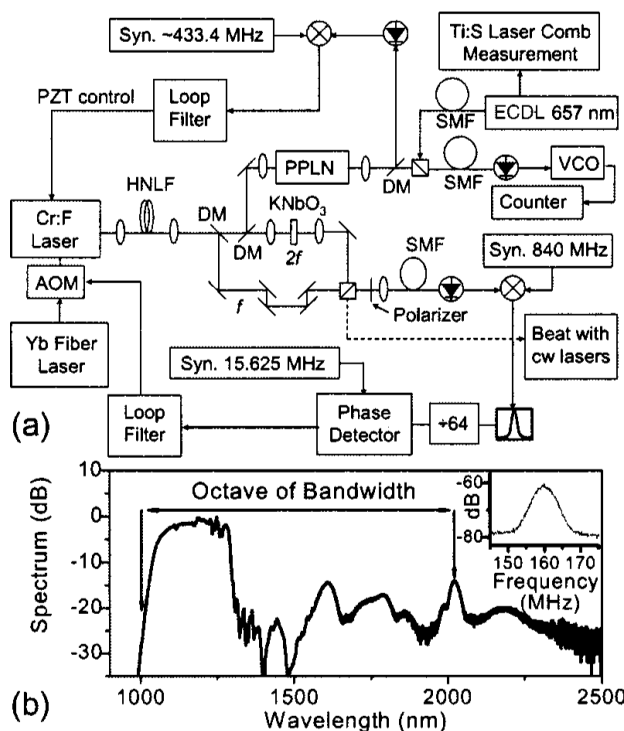 (a)
Syn. ~433.4 MHz
Ti:S Laser Comb
Measurement
PZT control
Loop
Filter
SMF
ECDL 657 nm
HNLF
PPLN
DM
SMF
VCO
Counter
Cr:F
Laser
DM
DM
KNbO3
2f
SMF
Syn. 840 MHz
AOM
f
Polarizer
Yb Fiber
Laser
Syn. 15.625 MHz
Beat with
cw lasers
Loop
Filter
Phase
Detector
÷64
(b)
Octave of Bandwidth
Spectrum (dB)
10
0
-10
-20
-30
1000 1500 2000 2500
Wavelength (nm)
dB
-60
-80
150 160 170
Frequency
(MHz)